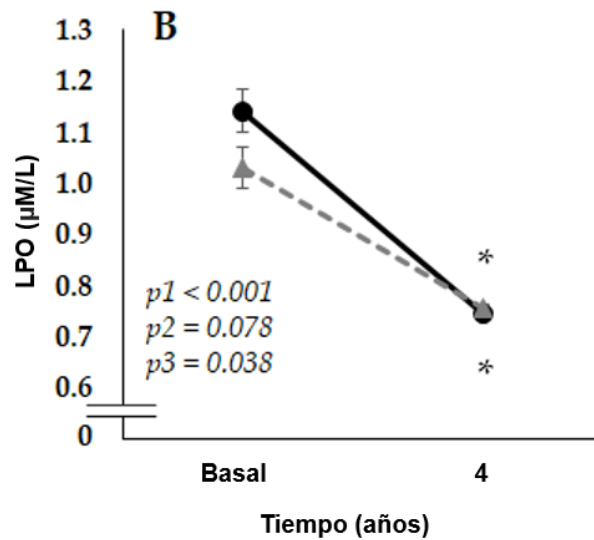 B
1.3
1.2
1.1
1.0
0.9
0.8
0.7
0.6
0
LPO (µM/L)
*
p1 < 0.001
p2 = 0.078
p3 = 0.038
*
Basal
4
Tiempo (años)